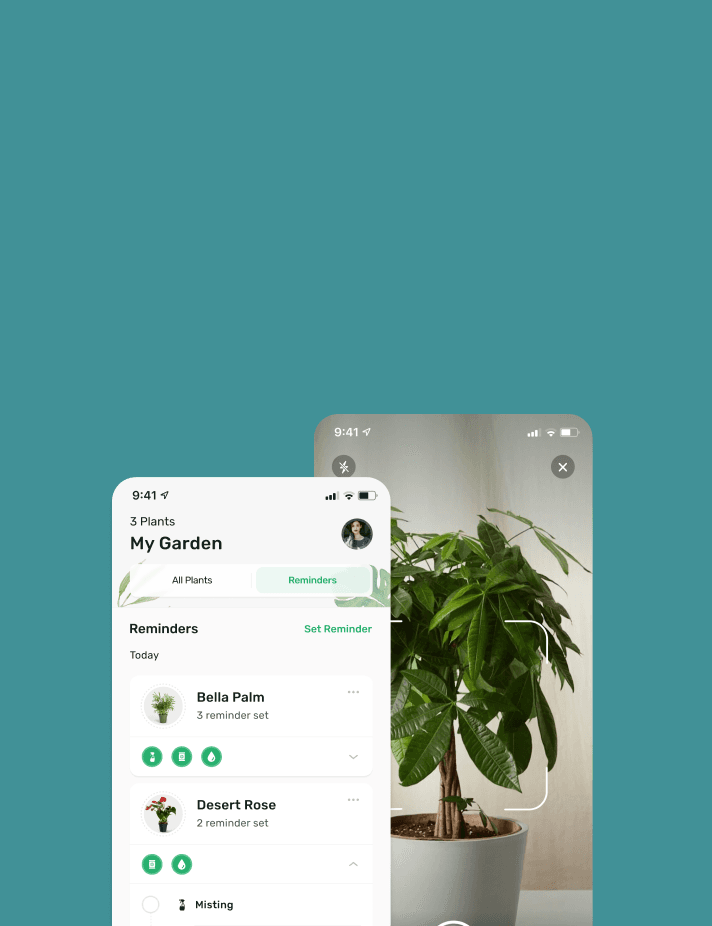 9:41
9:41
3 Plants
My Garden
All Plants
Reminders
Reminders
Set Reminder
Today
Bella Palm
3 reminder set
Desert Rose
2 reminder set
Misting